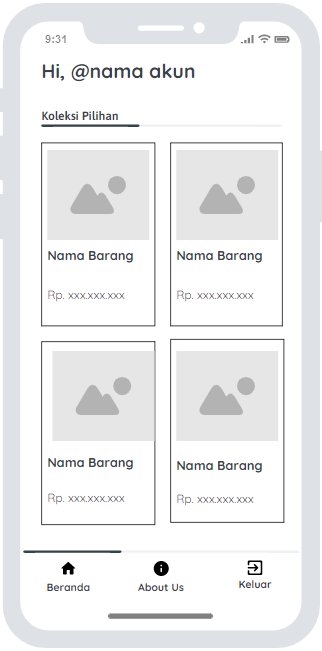 9:31
Hi, @nama akun
Koleksi Pilihan
Nama Barang
Rp. xxx.xxx.xxx
Nama Barang
Rp. xxx.xxx.xxx
Nama Barang
Rp. xxx.xxx.xxx
Nama Barang
Rp. xxx.xxx.xxx
Beranda
About Us
Keluar